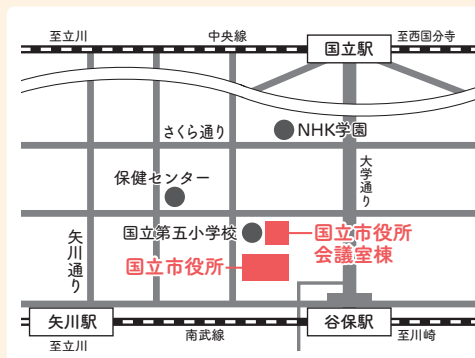 至立川
中央線
国立駅
至西国分寺
さくら通り
NHK学園
保健センター
大学通り
国立第五小学校
国立市役所
会議室棟
矢川通り
国立市役所
矢川駅
谷保駅
至立川
南武線
至川崎